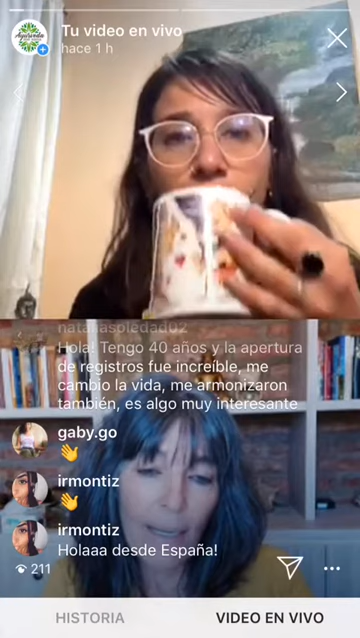 Tu video en vivo
hace 1 h
nataliasoledad02
Hola! Tengo 40 años y la apertura
de registros fue increíble, me
cambio la vida, me armonizaron
también, es algo muy interesante
gaby.go
👋
irmontiz
👋
irmontiz
Holaaa desde España!
211
HISTORIA
VIDEO EN VIVO